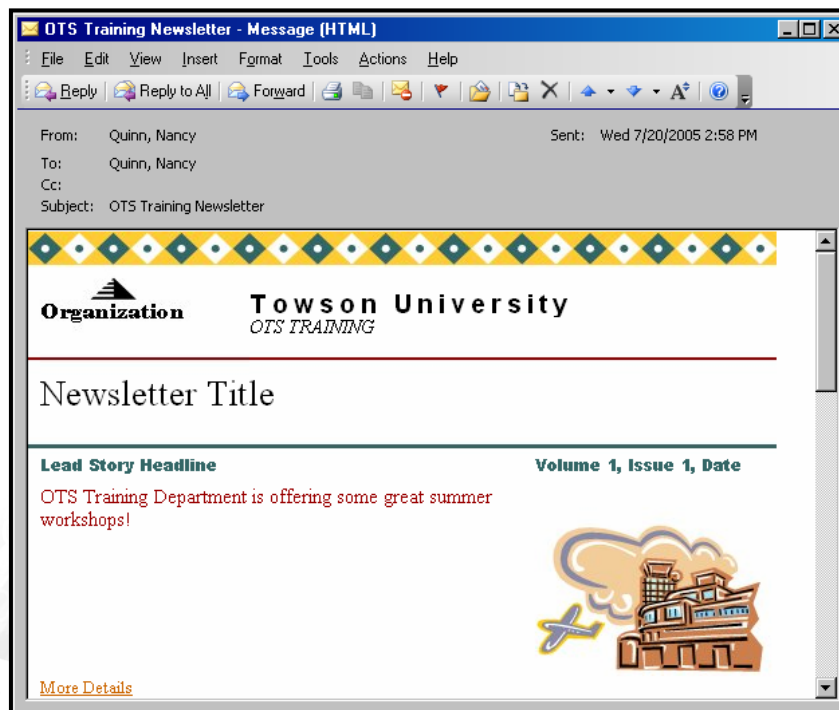 OTS Training Newsletter - Message (HTML)
File Edit View Insert Format Tools Actions Help
Reply Reply to All Forward A
From: Quinn, Nancy Sent: Wed 7/20/2005 2:58 PM
To: Quinn, Nancy
Cc:
Subject: OTS Training Newsletter
Organization Towson University
OTS TRAINING
Newsletter Title
Lead Story Headline Volume 1, Issue 1, Date
OTS Training Department is offering some great summer
workshops!
More Details